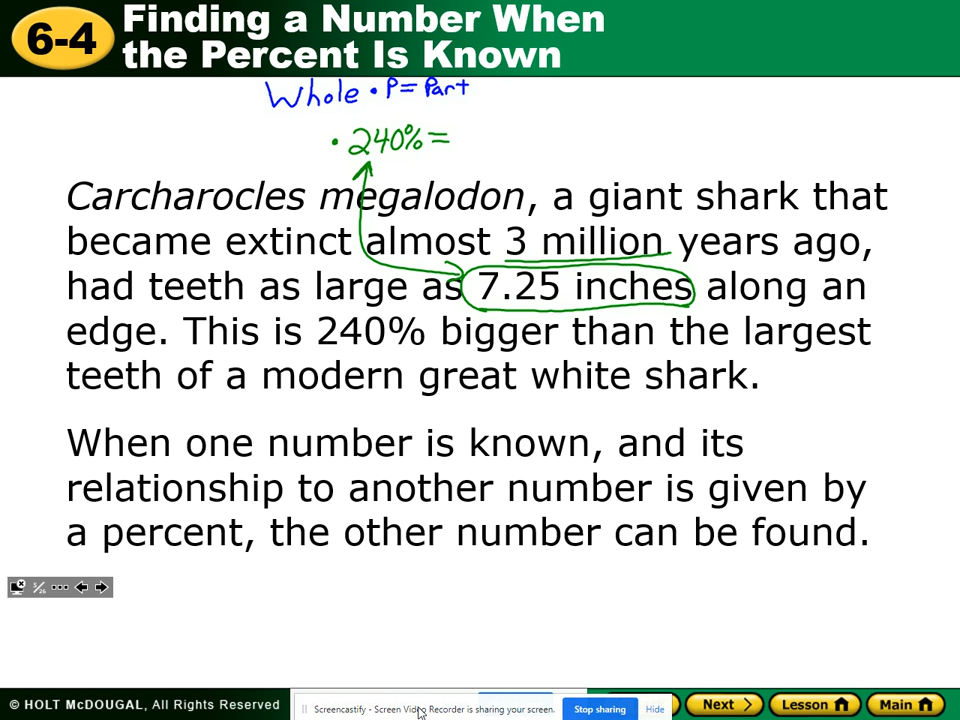 6-4
Finding a Number When
the Percent Is Known
Whole • P = Part
• 240% =
Carcharocles megalodon, a giant shark that
became extinct almost 3 million years ago,
had teeth as large as 7.25 inches along an
edge. This is 240% bigger than the largest
teeth of a modern great white shark.
When one number is known, and its
relationship to another number is given by
a percent, the other number can be found.
© HOLT McDOUGAL, All Rights Reserved
Screencastify - Screen Video Recorder is sharing your screen.
Stop sharing
Hide
Next
Lesson
Main